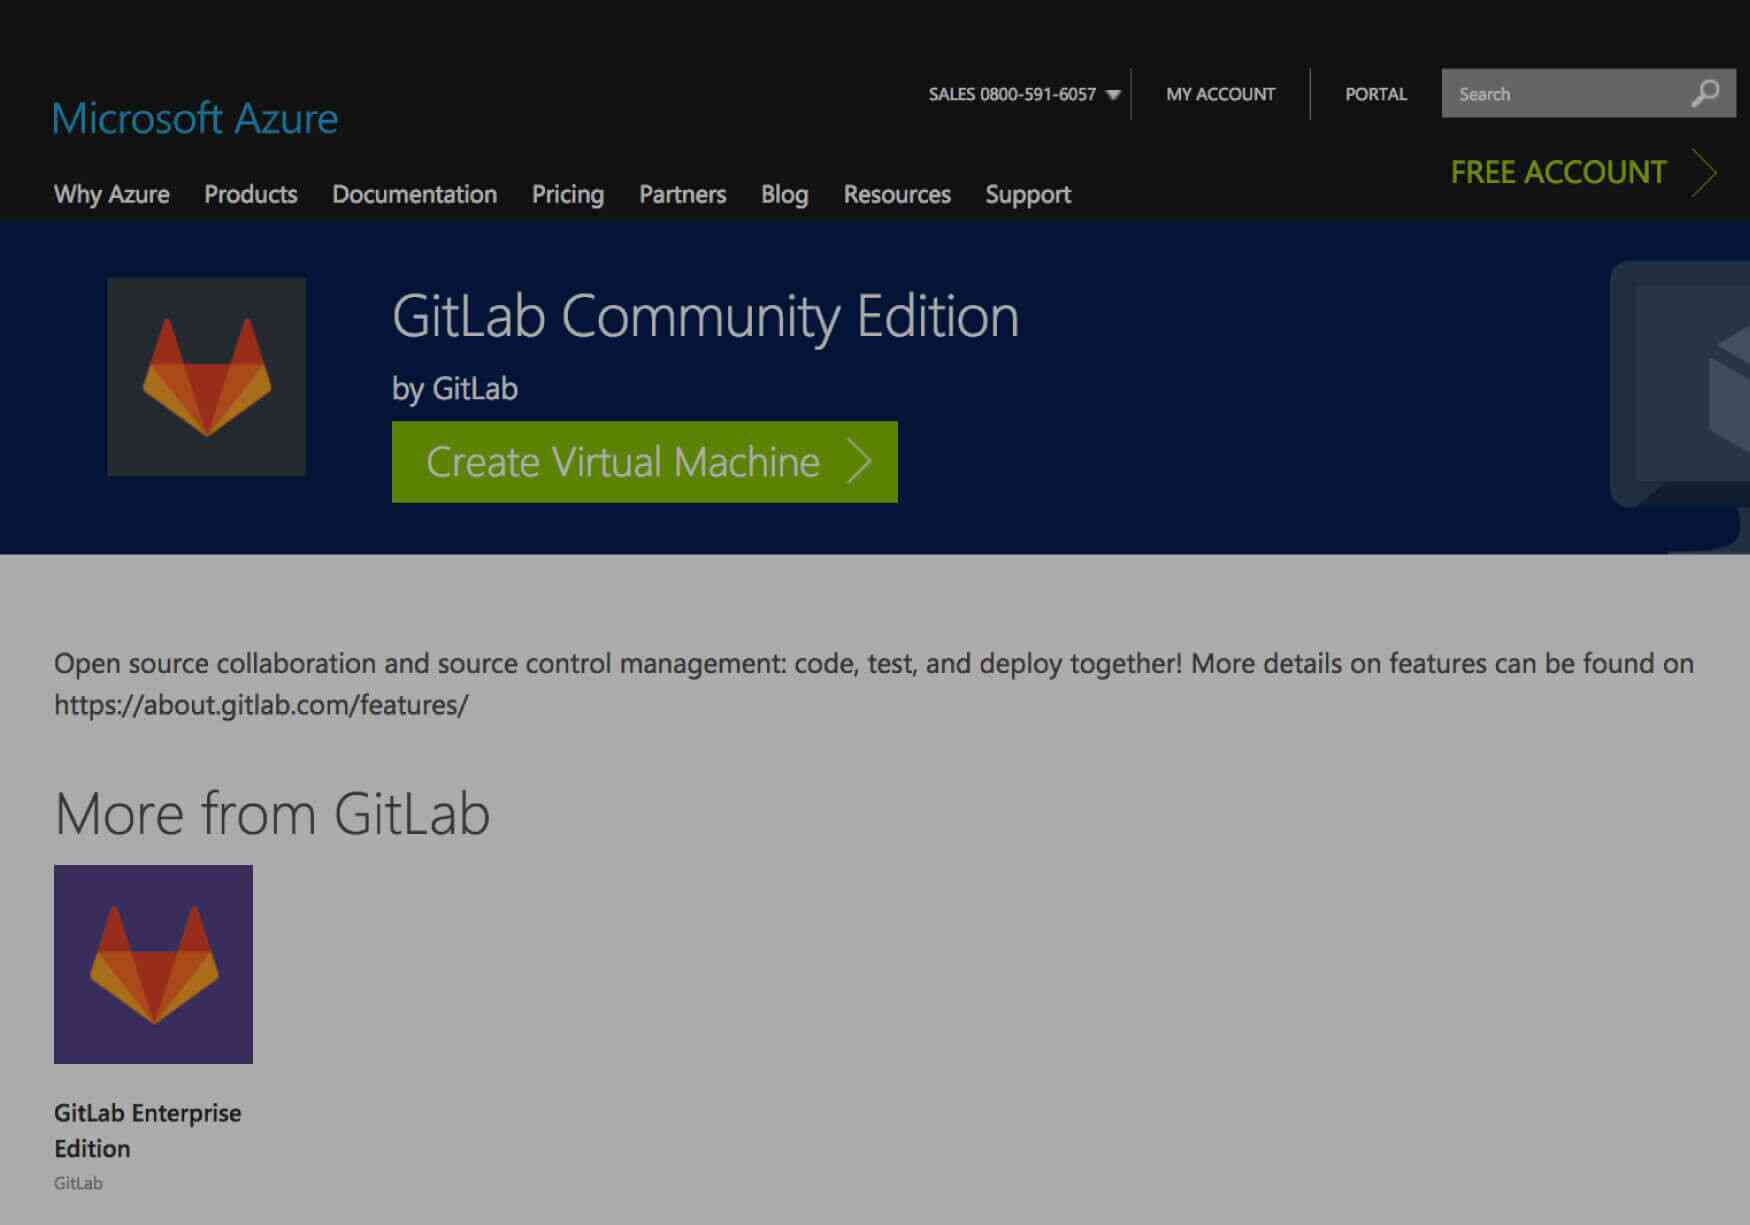 SALES 0800-591-6057
MY ACCOUNT
PORTAL
Search
Microsoft Azure
FREE ACCOUNT
Why Azure
Products
Documentation
Pricing
Partners
Blog
Resources
Support
GitLab Community Edition
by GitLab
Create Virtual Machine
Open source collaboration and source control management: code, test, and deploy together! More details on features can be found on
https://about.gitlab.com/features/
More from GitLab
GitLab Enterprise
Edition
GitLab